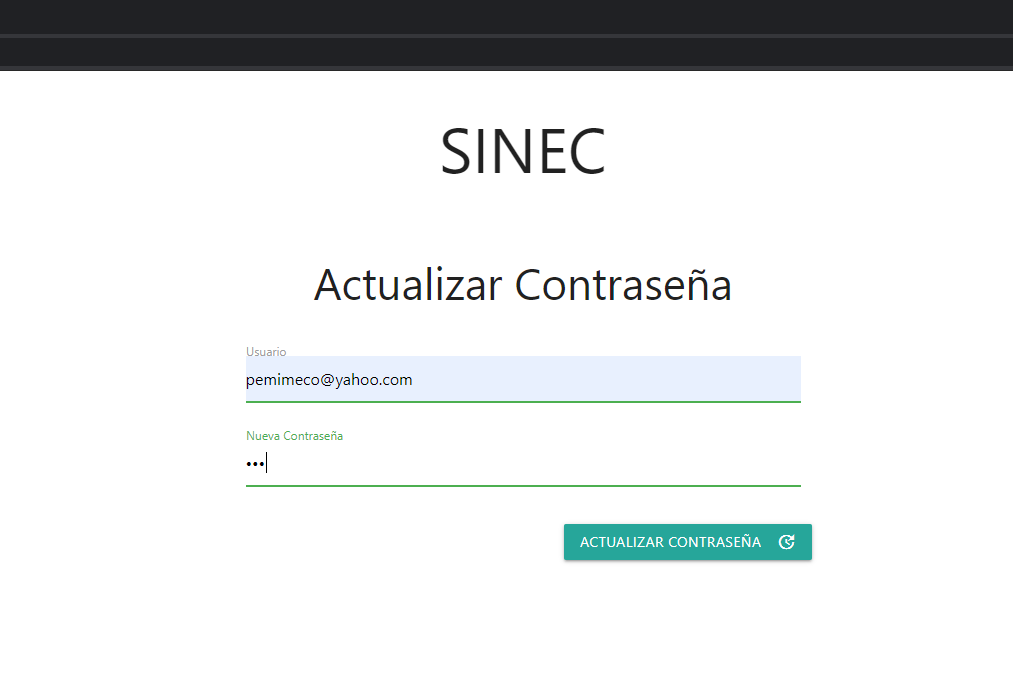 SINEC
Actualizar Contraseña
Usuario
pemimeco@yahoo.com
Nueva Contraseña
•••
ACTUALIZAR CONTRASEÑA